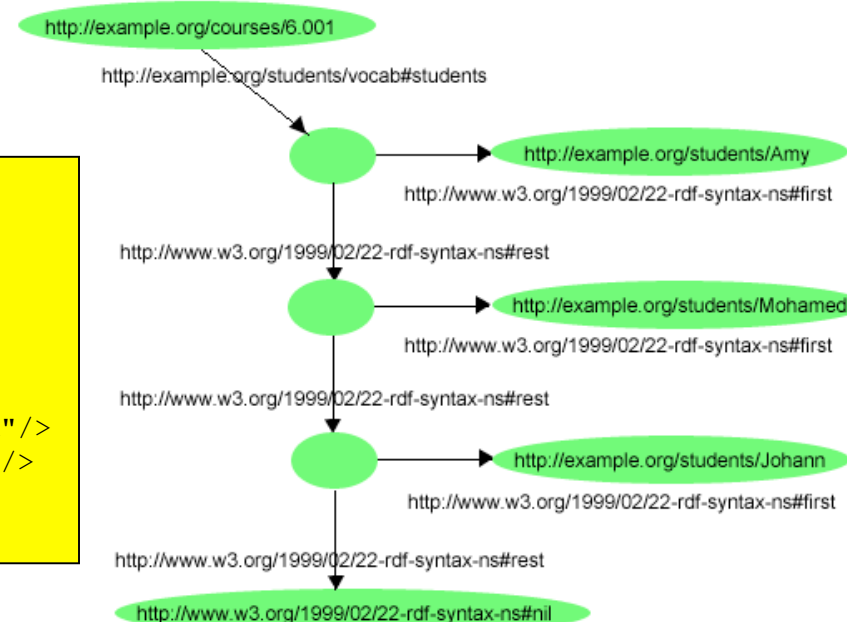 http://example.org/courses/6.001
http://example.org/students/vocab#students
http://example.org/students/Amy
http://www.w3.org/1999/02/22-rdf-syntax-ns#first
http://www.w3.org/1999/02/22-rdf-syntax-ns#rest
http://example.org/students/Mohamed
http://www.w3.org/1999/02/22-rdf-syntax-ns#first
http://www.w3.org/1999/02/22-rdf-syntax-ns#rest
"/>
/>
http://example.org/students/Johann
http://www.w3.org/1999/02/22-rdf-syntax-ns#first
http://www.w3.org/1999/02/22-rdf-syntax-ns#rest
http://www.w3.org/1999/02/22-rdf-syntax-ns#nil